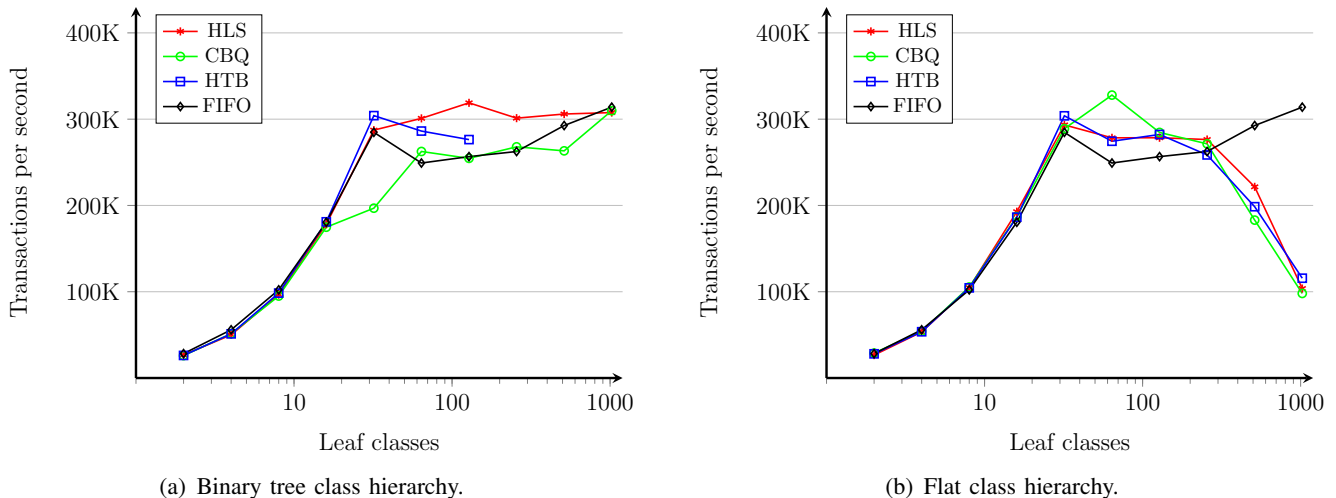 400K
300K
200K
100K
Transactions per second
HLS
CBQ
HTB
FIFO
10
100
1000
Leaf classes
(a) Binary tree class hierarchy.
400K
300K
200K
100K
Transactions per second
HLS
CBQ
HTB
FIFO
10
100
1000
Leaf classes
(b) Flat class hierarchy.